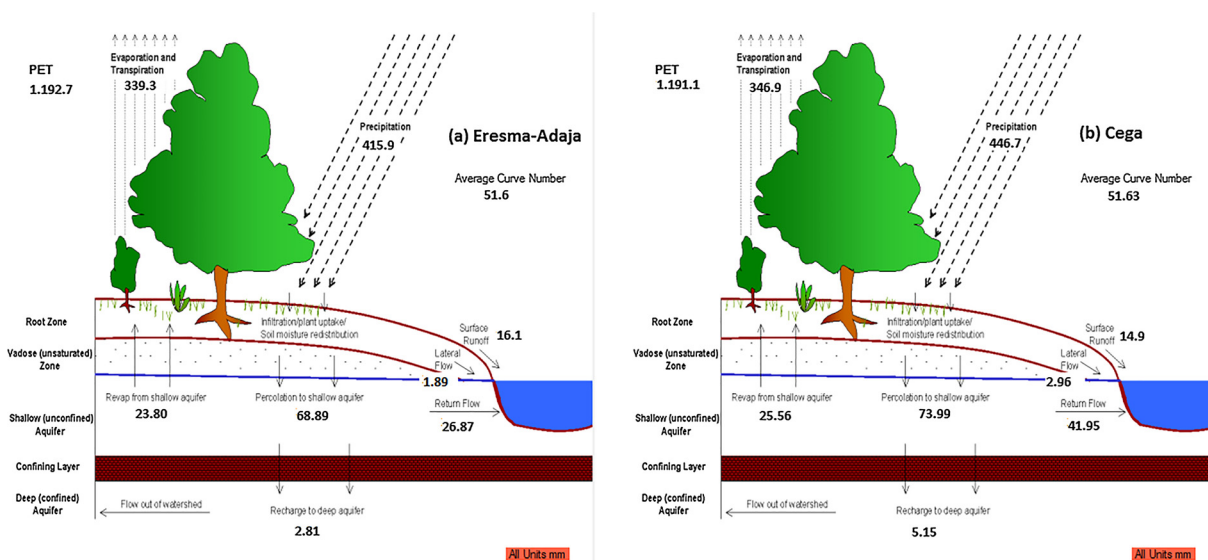 PET
1.192.7
Evaporation and
Transpiration
339.3
Precipitation
415.9
(a) Eresma-Adaja
Average Curve Number
51.6
Root Zone
Infiltration/plant uptake/
Soil moisture redistribution
Surface
Runoff
16.1
Vadose (unsaturated)
Zone
Lateral
Flow
1.89
Revap from shallow aquifer
23.80
Percolation to shallow aquifer
68.89
Return Flow
26.87
Shallow (unconfined)
Aquifer
Confining Layer
Deep (confined)
Aquifer
Flow out of watershed
Recharge to deep aquifer
2.81
All Units mm
PET
1.191.1
Evaporation and
Transpiration
346.9
Precipitation
446.7
(b) Cega
Average Curve Number
51.63
Root Zone
Infiltration/plant uptake/
Soil moisture redistribution
Surface
Runoff
14.9
Vadose (unsaturated)
Zone
Lateral
Flow
2.96
Revap from shallow aquifer
25.56
Percolation to shallow aquifer
73.99
Return Flow
41.95
Shallow (unconfined)
Aquifer
Confining Layer
Deep (confined)
Aquifer
Flow out of watershed
Recharge to deep aquifer
5.15
All Units mm